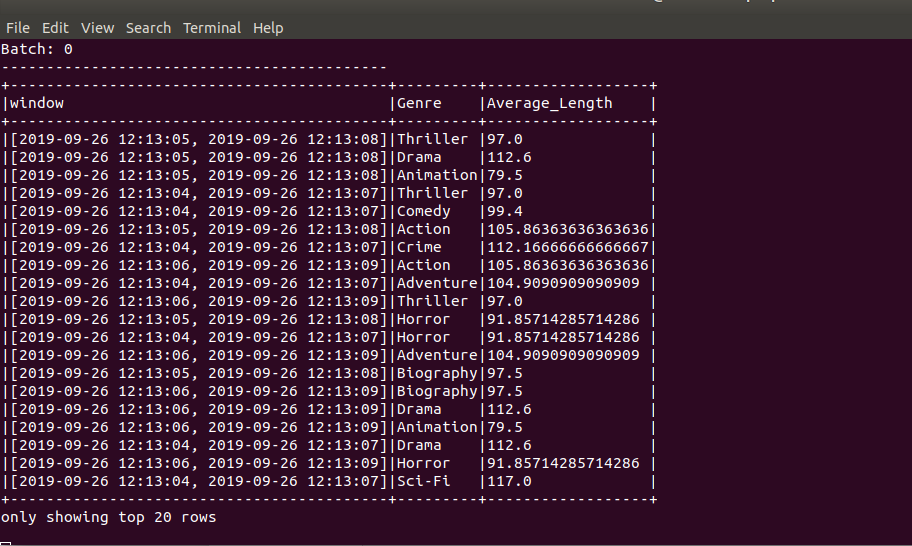 File Edit View Search Terminal Help
Batch: 0
-------------------------------------------
+------------------------------------------+---------+------------------+
|window                                    |Genre    |Average_Length    |
+------------------------------------------+---------+------------------+
|[2019-09-26 12:13:05, 2019-09-26 12:13:08]|Thriller |97.0              |
|[2019-09-26 12:13:05, 2019-09-26 12:13:08]|Drama    |112.6             |
|[2019-09-26 12:13:05, 2019-09-26 12:13:08]|Animation|79.5              |
|[2019-09-26 12:13:04, 2019-09-26 12:13:07]|Thriller |97.0              |
|[2019-09-26 12:13:04, 2019-09-26 12:13:07]|Comedy   |99.4              |
|[2019-09-26 12:13:05, 2019-09-26 12:13:08]|Action   |105.86363636363636|
|[2019-09-26 12:13:04, 2019-09-26 12:13:07]|Crime    |112.16666666666667|
|[2019-09-26 12:13:06, 2019-09-26 12:13:09]|Action   |105.86363636363636|
|[2019-09-26 12:13:04, 2019-09-26 12:13:07]|Adventure|104.9090909090909 |
|[2019-09-26 12:13:06, 2019-09-26 12:13:09]|Thriller |97.0              |
|[2019-09-26 12:13:05, 2019-09-26 12:13:08]|Horror   |91.85714285714286 |
|[2019-09-26 12:13:04, 2019-09-26 12:13:07]|Horror   |91.85714285714286 |
|[2019-09-26 12:13:06, 2019-09-26 12:13:09]|Adventure|104.9090909090909 |
|[2019-09-26 12:13:05, 2019-09-26 12:13:08]|Biography|97.5              |
|[2019-09-26 12:13:06, 2019-09-26 12:13:09]|Biography|97.5              |
|[2019-09-26 12:13:06, 2019-09-26 12:13:09]|Drama    |112.6             |
|[2019-09-26 12:13:06, 2019-09-26 12:13:09]|Animation|79.5              |
|[2019-09-26 12:13:04, 2019-09-26 12:13:07]|Drama    |112.6             |
|[2019-09-26 12:13:06, 2019-09-26 12:13:09]|Horror   |91.85714285714286 |
|[2019-09-26 12:13:04, 2019-09-26 12:13:07]|Sci-Fi   |117.0             |
+------------------------------------------+---------+------------------+
only showing top 20 rows